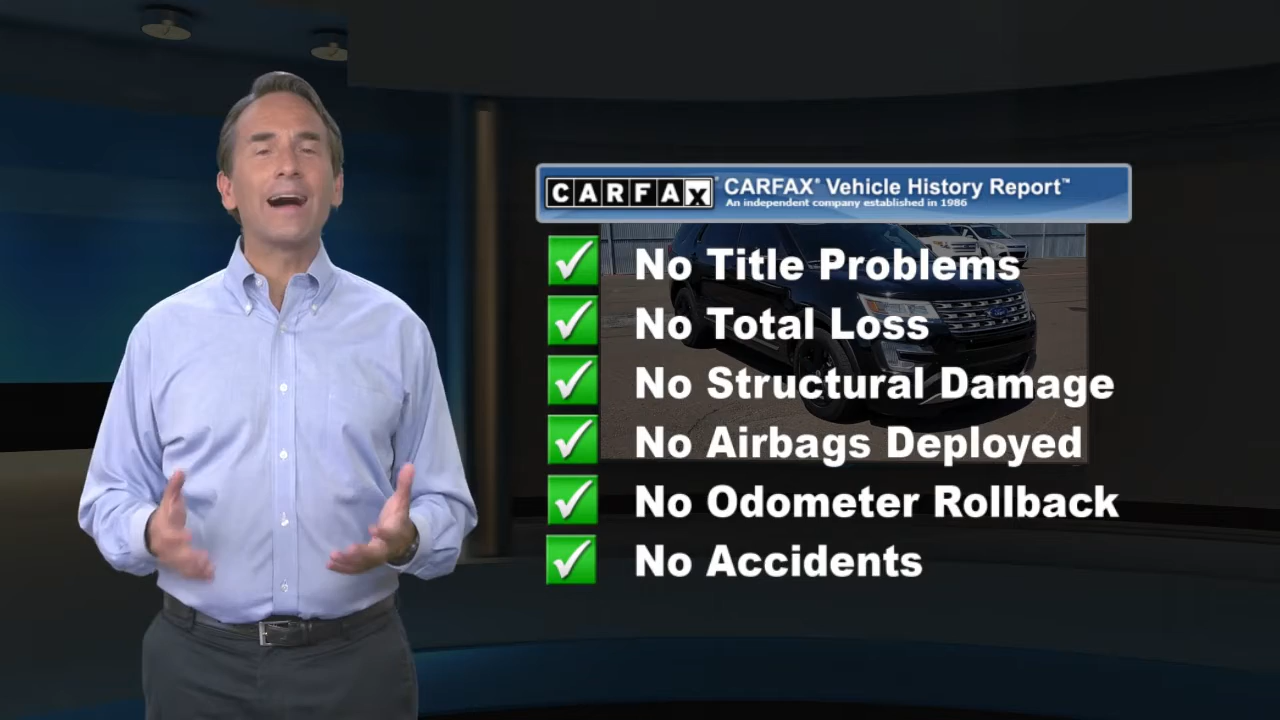 CARFAX® CARFAX® Vehicle History Report™
An independent company established in 1986
No Title Problems
No Total Loss
No Structural Damage
No Airbags Deployed
No Odometer Rollback
No Accidents